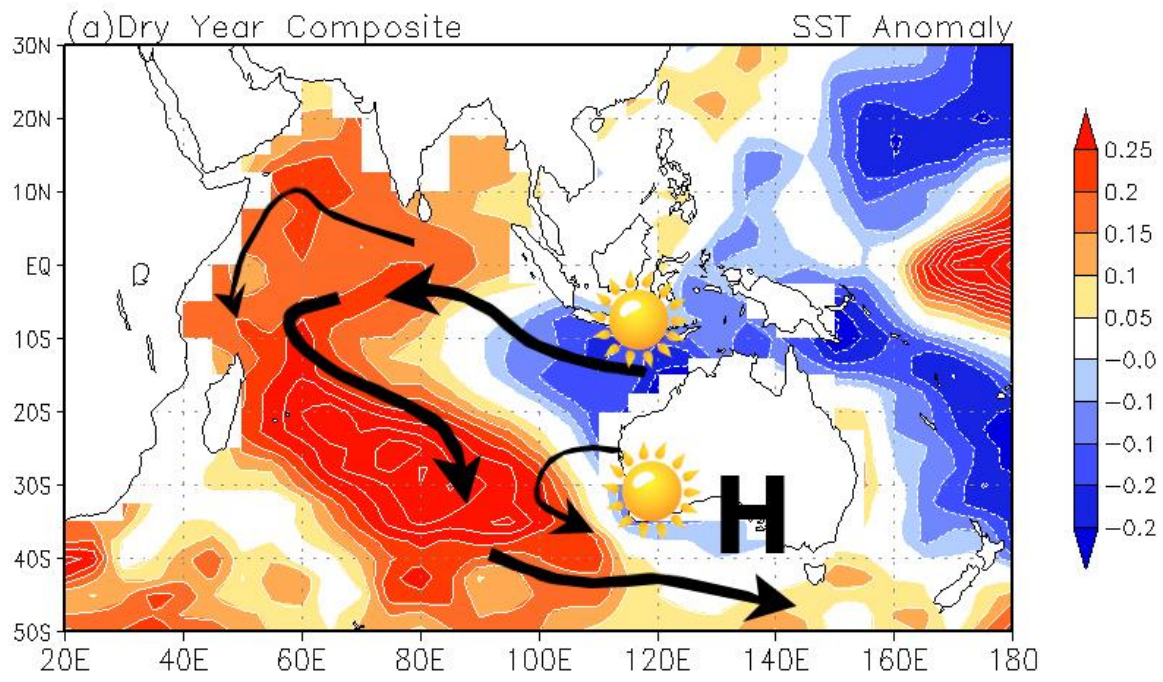 (a)Dry Year Composite SST Anomaly
30N
20N
10N
EQ
10S
20S
30S
40S
50S
20E 40E 60E 80E 100E 120E 140E 160E 180
H
0.25
0.2
0.15
0.1
0.05
-0.0
-0.1
-0.1
-0.2
-0.2